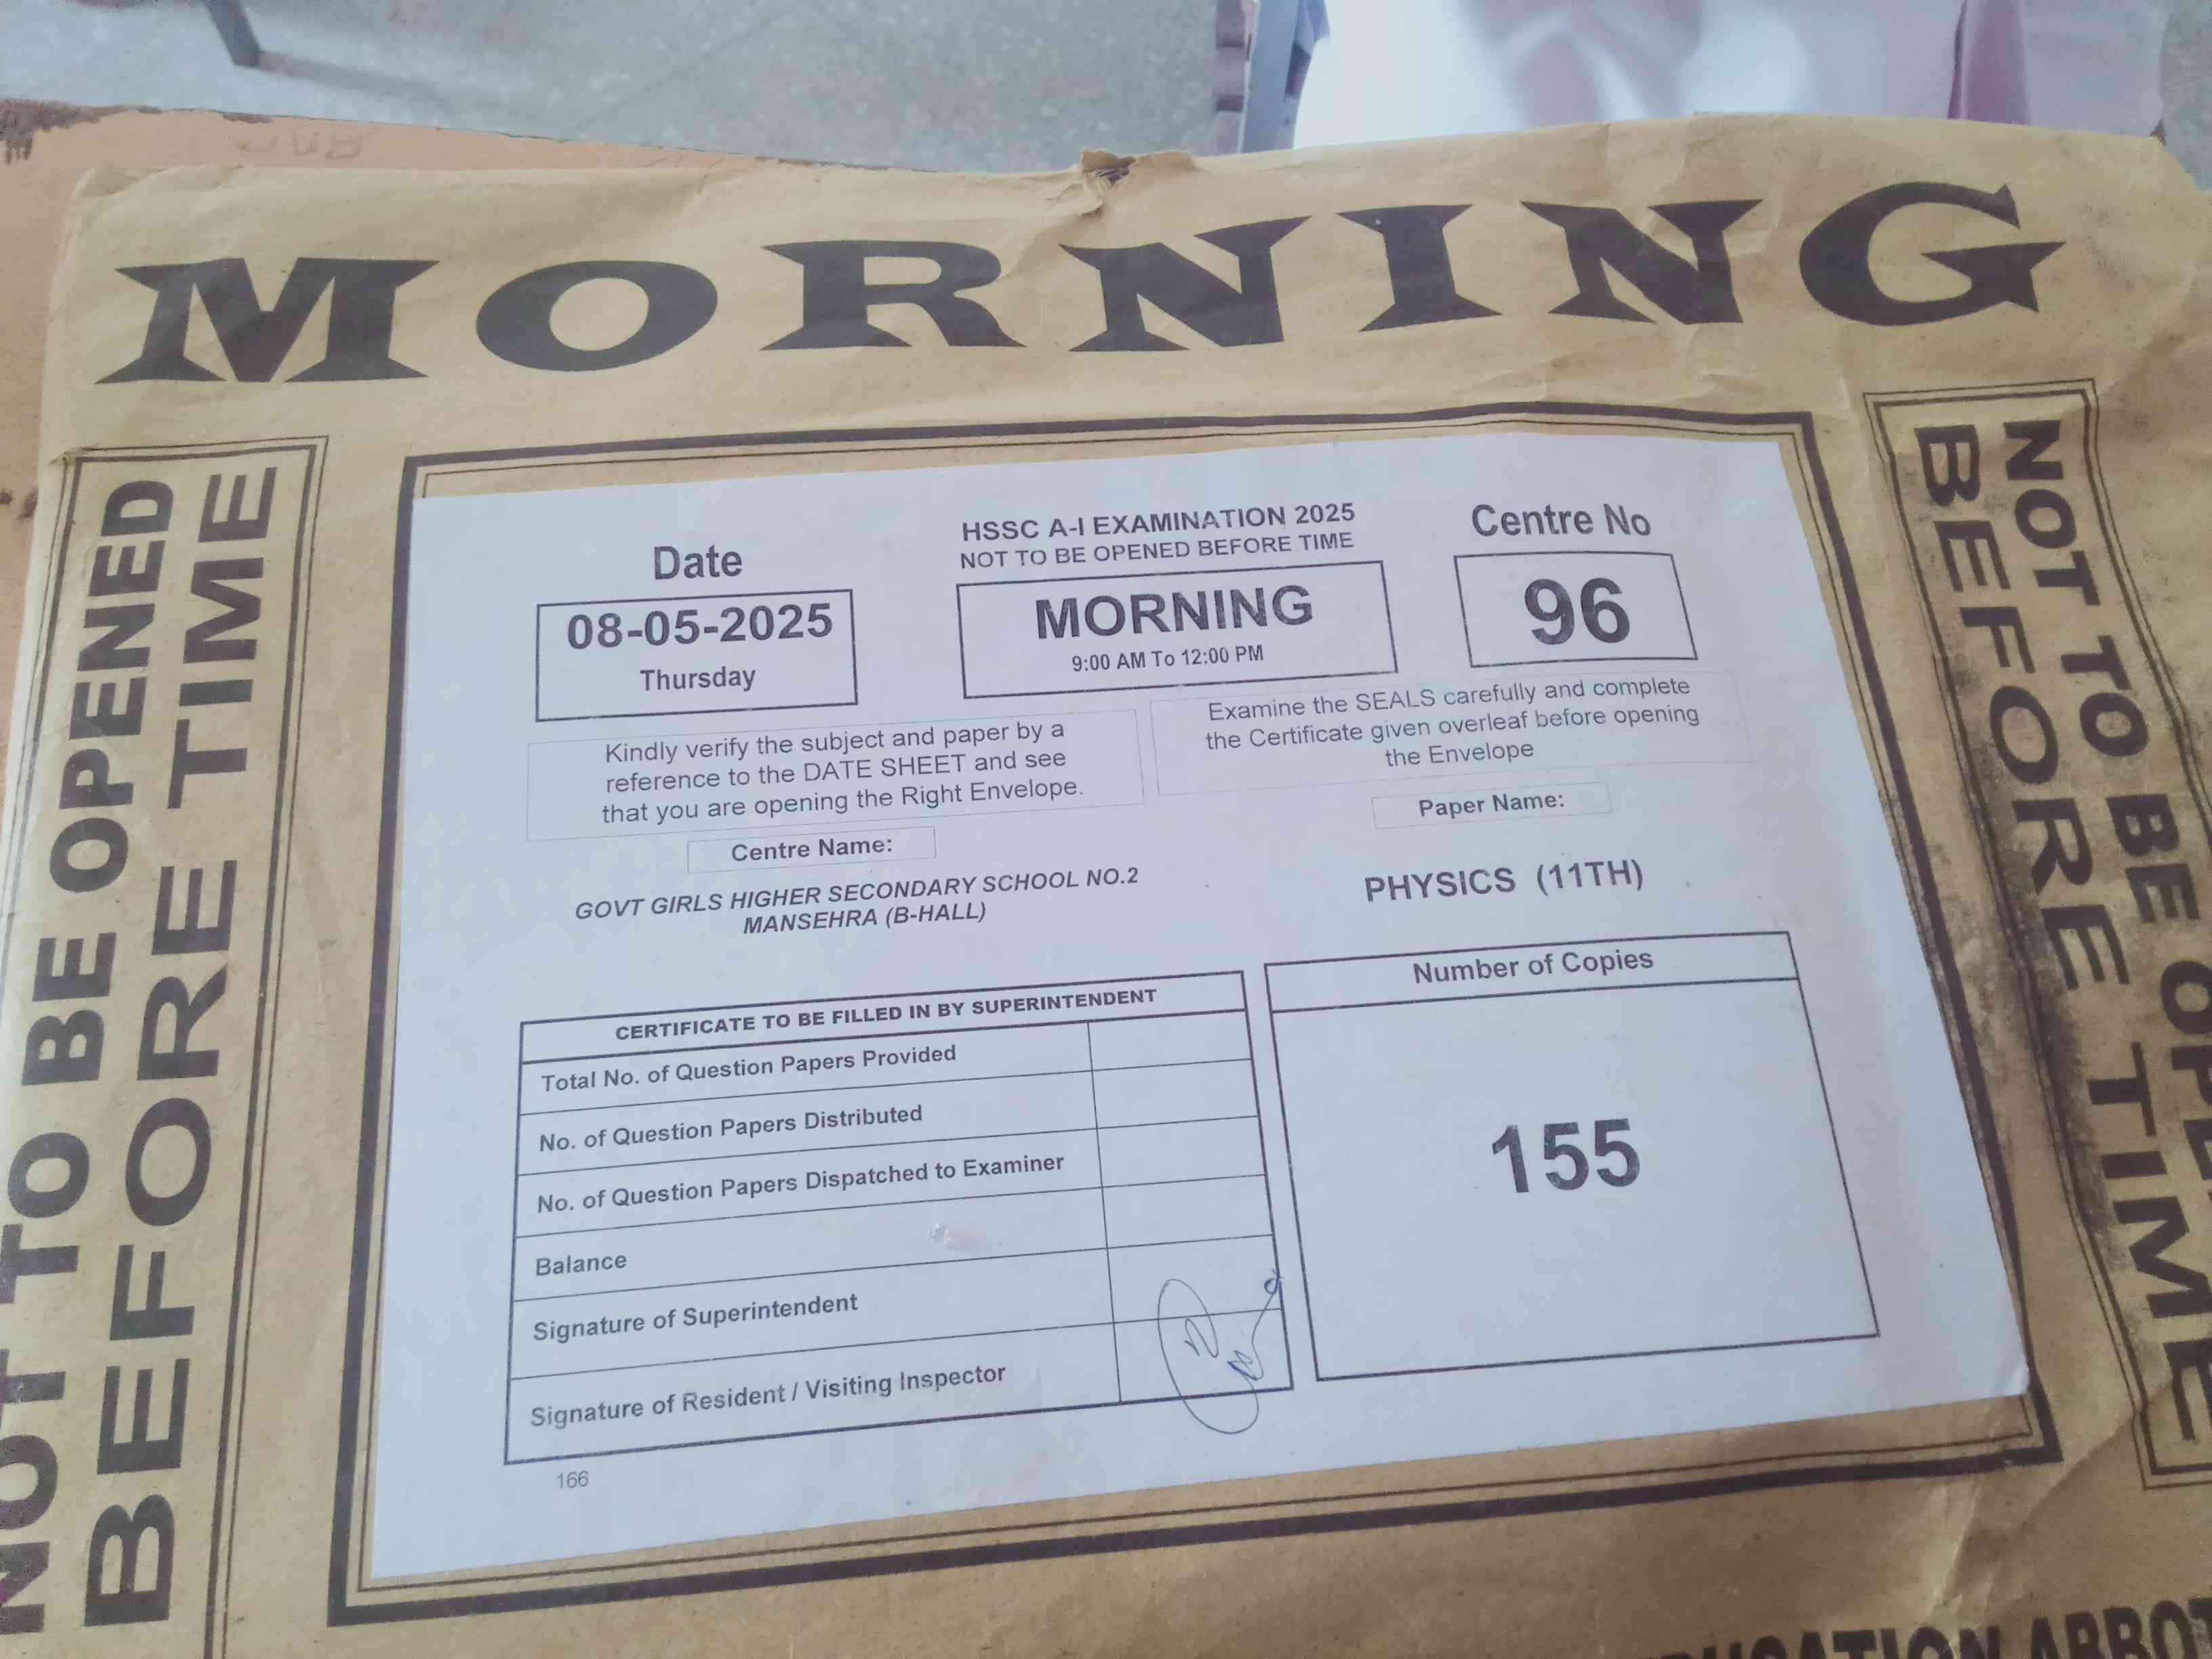 MORNING
NOT TO BE OPENED
BEFORE TIME
HSSC A-I EXAMINATION 2025
NOT TO BE OPENED BEFORE TIME
Date
08-05-2025
Thursday
MORNING
9:00 AM To 12:00 PM
Centre No
96
Kindly verify the subject and paper by a
reference to the DATE SHEET and see
that you are opening the Right Envelope.
Examine the SEALS carefully and complete
the Certificate given overleaf before opening
the Envelope
Centre Name:
GOVT GIRLS HIGHER SECONDARY SCHOOL NO.2
MANSEHRA (B-HALL)
Paper Name:
PHYSICS (11TH)
CERTIFICATE TO BE FILLED IN BY SUPERINTENDENT
Total No. of Question Papers Provided
No. of Question Papers Distributed
No. of Question Papers Dispatched to Examiner
Balance
Signature of Superintendent
Signature of Resident / Visiting Inspector
Number of Copies
155
166
NOT TO BE OPE
BEFORE TIME